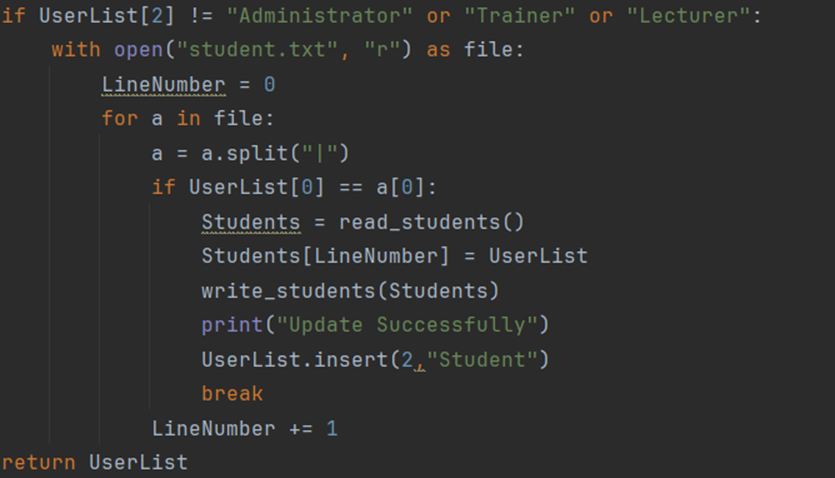 if UserList[2] != "Administrator" or "Trainer" or "Lecturer":
    with open("student.txt", "r") as file:
        LineNumber = 0
        for a in file:
            a = a.split("|")
            if UserList[0] == a[0]:
                Students = read_students()
                Students[LineNumber] = UserList
                write_students(Students)
                print("Update Successfully")
                UserList.insert(2,"Student")
                break
            LineNumber += 1
return UserList